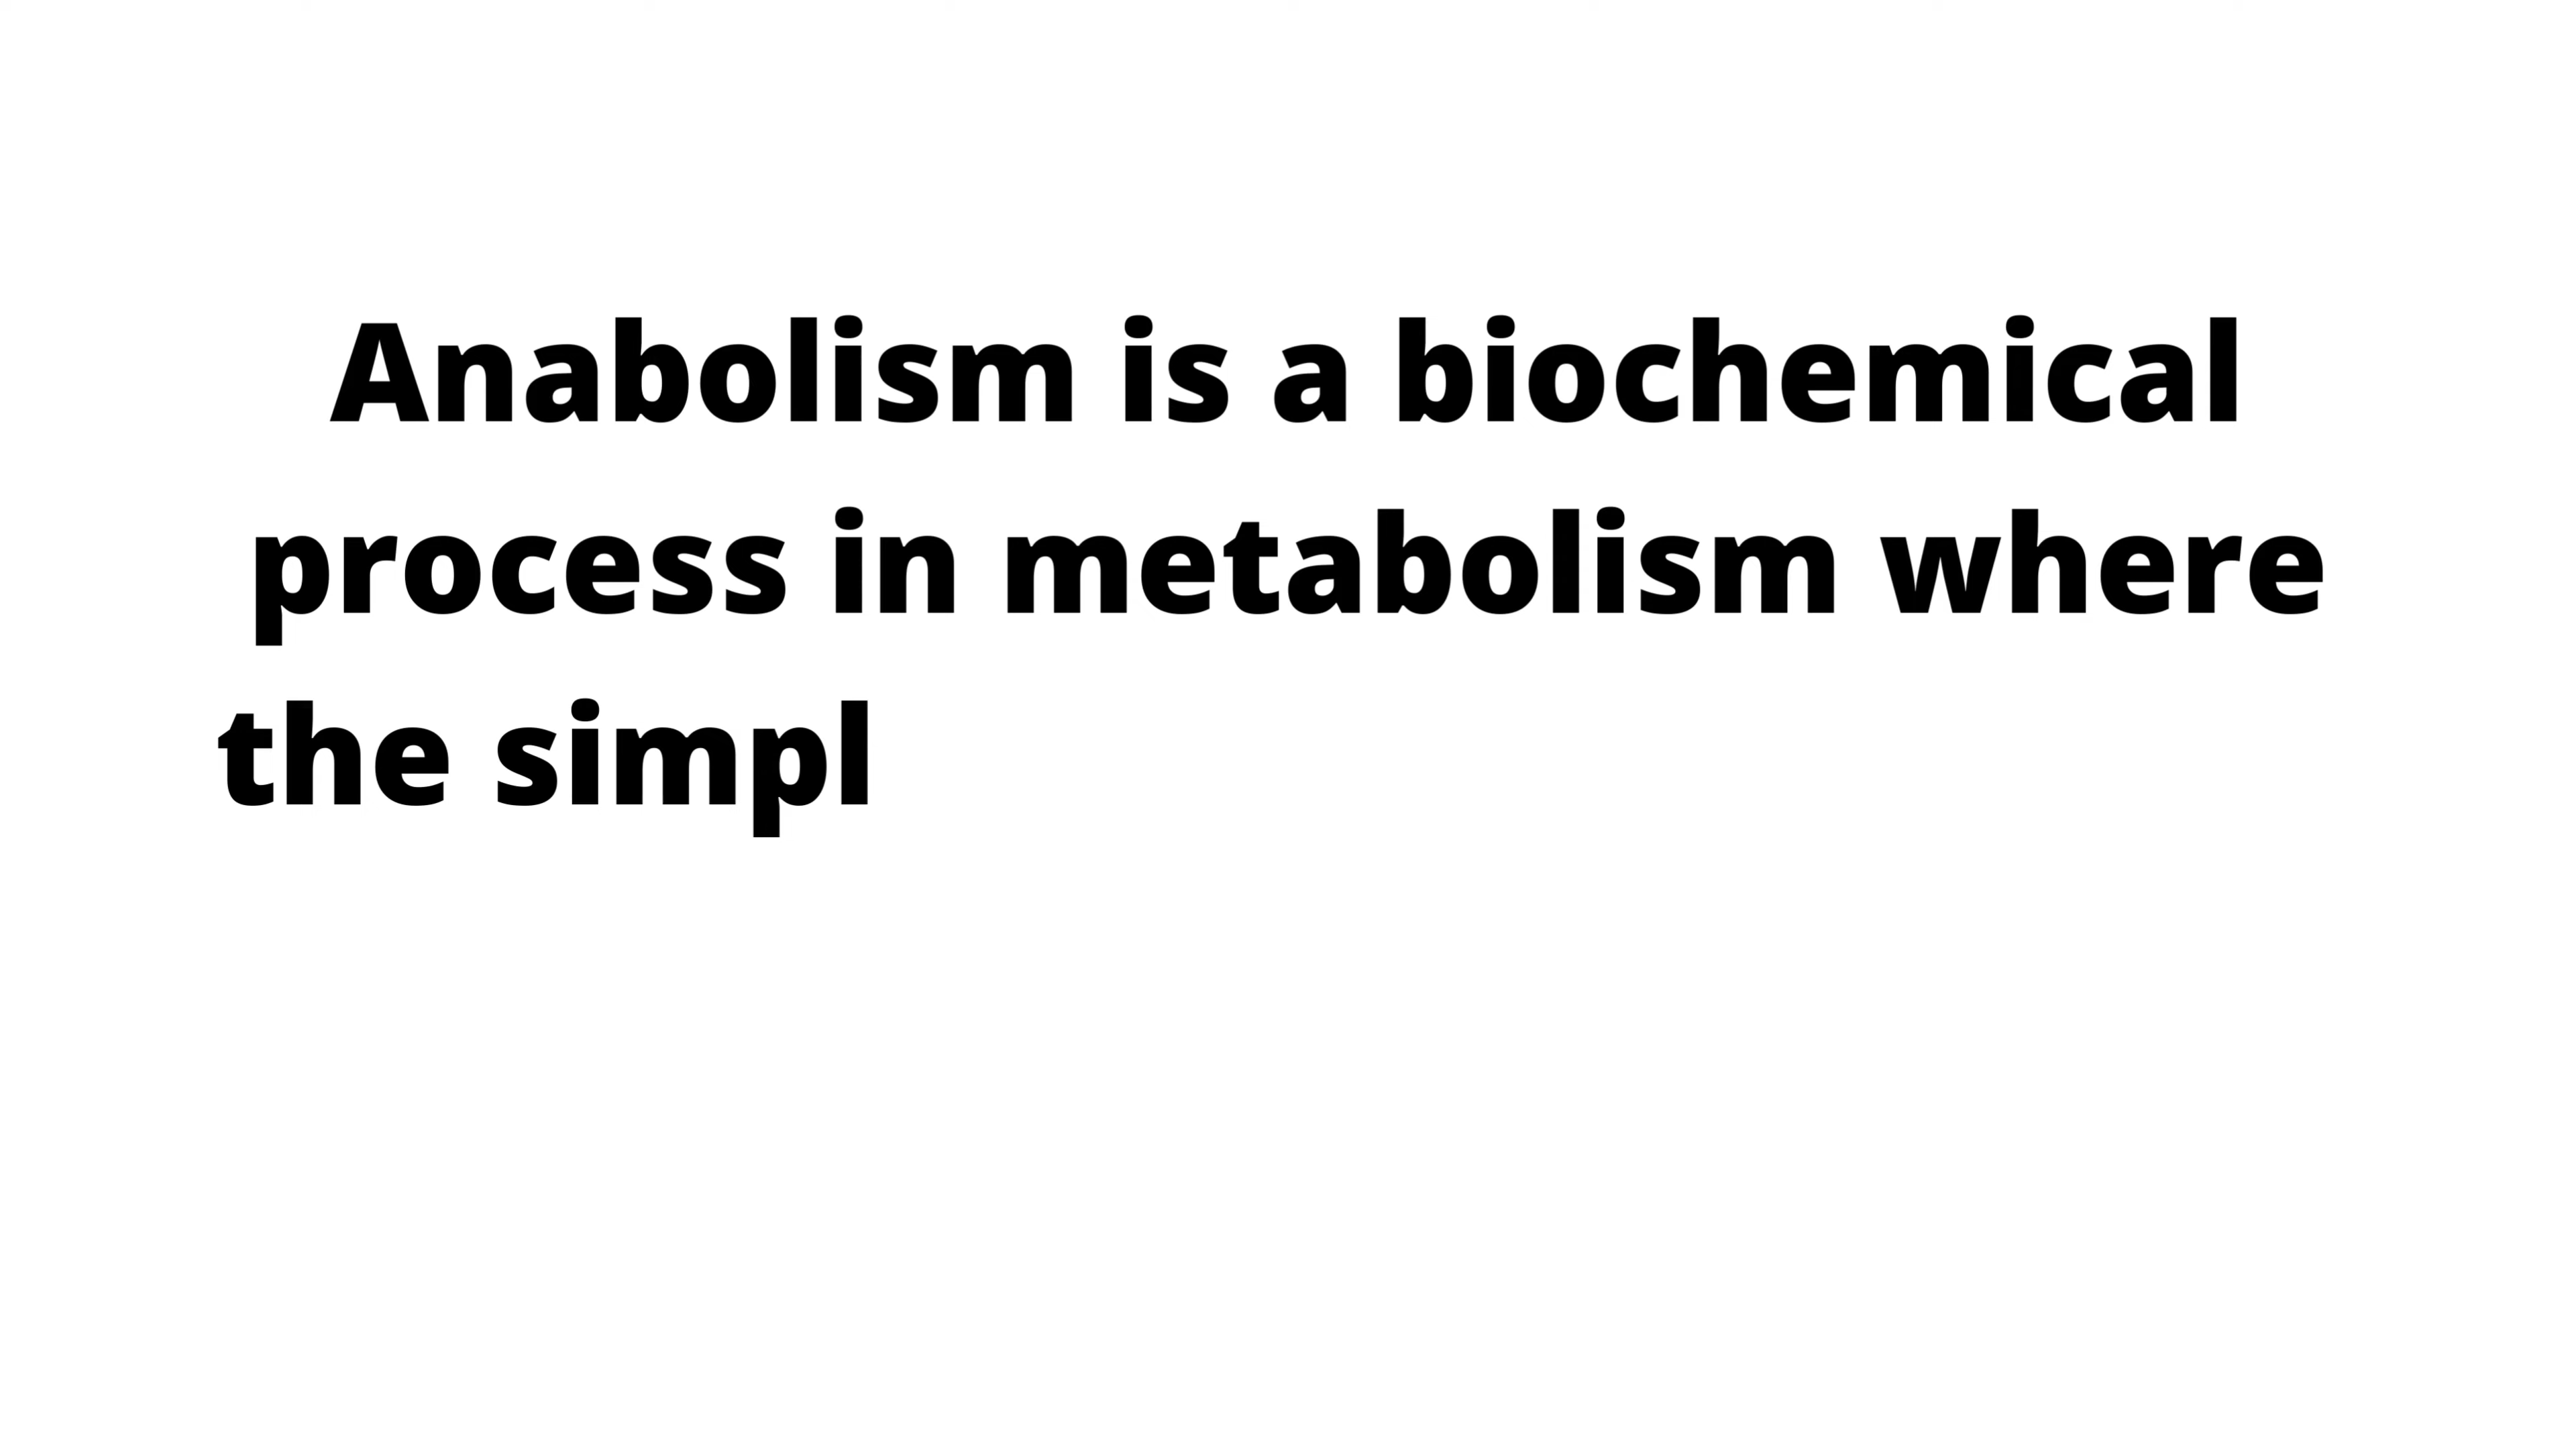 Anabolism is a biochemical
process in metabolism where
the simpl